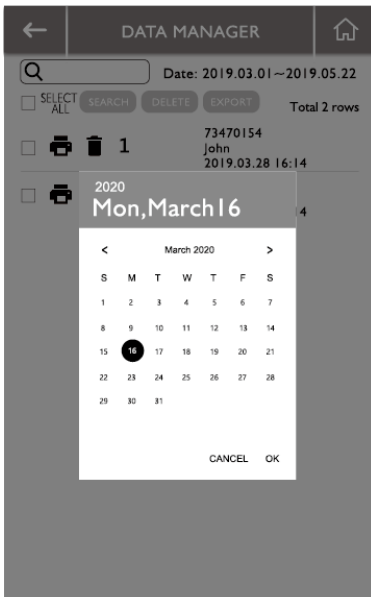 DATA MANAGER
Date: 2019.03.01~2019.05.22
SELECT ALL SEARCH DELETE EXPORT Total 2 rows
1 73470154
John
2019.03.28 16:14
2020
Mon,March16
4
< March 2020 >
S M T W T F S
1 2 3 4 5 6 7
8 9 10 11 12 13 14
15 16 17 18 19 20 21
22 23 24 25 26 27 28
29 30 31
CANCEL OK